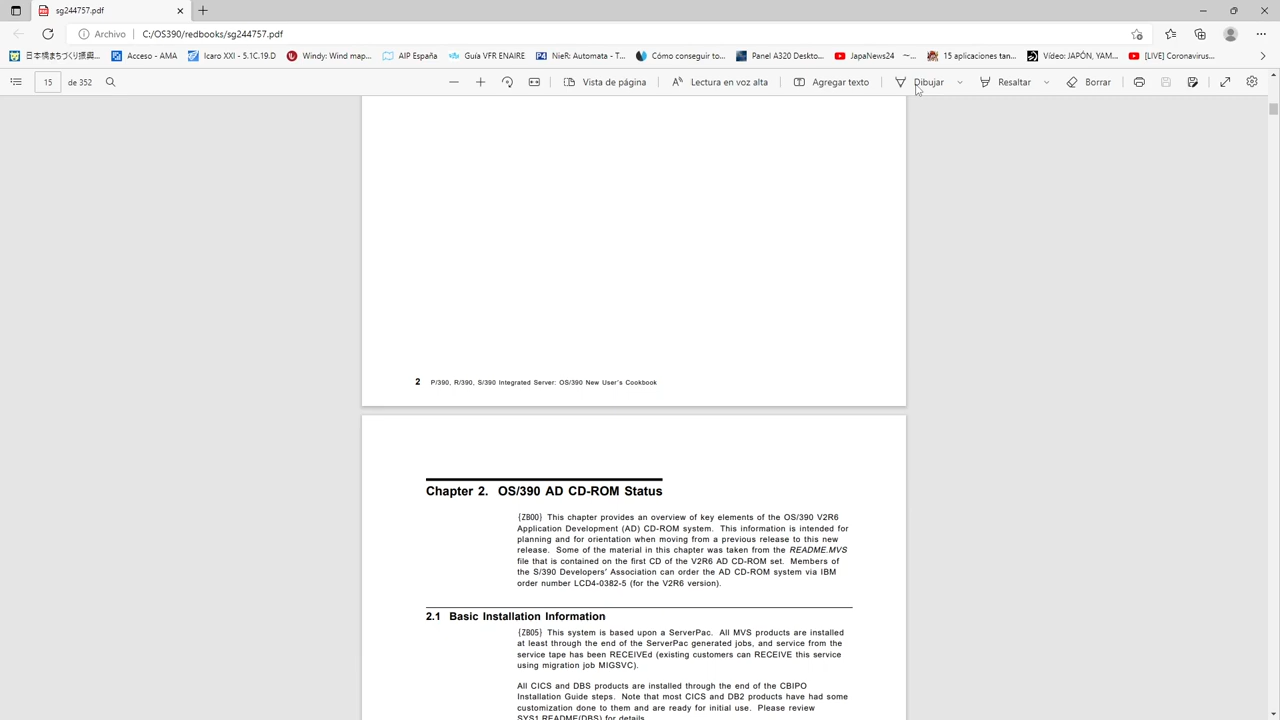 sg244757.pdf
Archivo C:/OS390/redbooks/sg244757.pdf
日本橋まちづくり振興... Acceso - AMA Icaro XXI - 5.1C.19.D Windy: Wind map... AIP España Guía VFR ENAIRE NieR: Automata - T... Cómo conseguir to... Panel A320 Deskto... JapaNews24 ～... 15 aplicaciones tan... Vídeo: JAPÓN, YAM... [LIVE] Coronavirus...
15 de 352 Vista de página Lectura en voz alta Agregar texto Dibujar Resaltar Borrar
2 P/390, R/390, S/390 Integrated Server: OS/390 New User's Cookbook
Chapter 2. OS/390 AD CD-ROM Status
{ZB00} This chapter provides an overview of key elements of the OS/390 V2R6
Application Development (AD) CD-ROM system. This information is intended for
planning and for orientation when moving from a previous release to this new
release. Some of the material in this chapter was taken from the README.MVS
file that is contained on the first CD of the V2R6 AD CD-ROM set. Members of
the S/390 Developers' Association can order the AD CD-ROM system via IBM
order number LCD4-0382-5 (for the V2R6 version).
2.1 Basic Installation Information
{ZB05} This system is based upon a ServerPac. All MVS products are installed
at least through the end of the ServerPac generated jobs, and service from the
service tape has been RECEIVEd (existing customers can RECEIVE this service
using migration job MIGSVC).
All CICS and DBS products are installed through the end of the CBIPO
Installation Guide steps. Note that most CICS and DB2 products have had some
customization done to them and are ready for initial use. Please review
SYS1.README(DBS) for details.